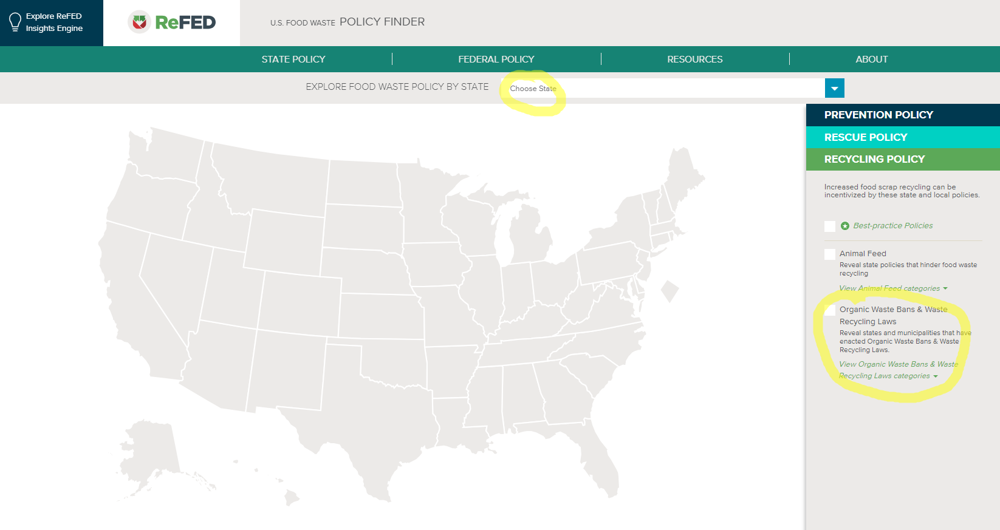 Explore ReFED
Insights Engine
ReFED
U.S. FOOD WASTE POLICY FINDER
STATE POLICY
FEDERAL POLICY
RESOURCES
ABOUT
EXPLORE FOOD WASTE POLICY BY STATE
Choose State
PREVENTION POLICY
RESCUE POLICY
RECYCLING POLICY
Increased food scrap recycling can be
incentivized by these state and local policies.
Best-practice Policies
Animal Feed
Reveal state policies that hinder food waste
recycling
View Animal Feed categories
Organic Waste Bans & Waste
Recycling Laws
Reveal states and municipalities that have
enacted Organic Waste Bans & Waste
Recycling Laws.
View Organic Waste Bans & Waste
Recycling Laws categories